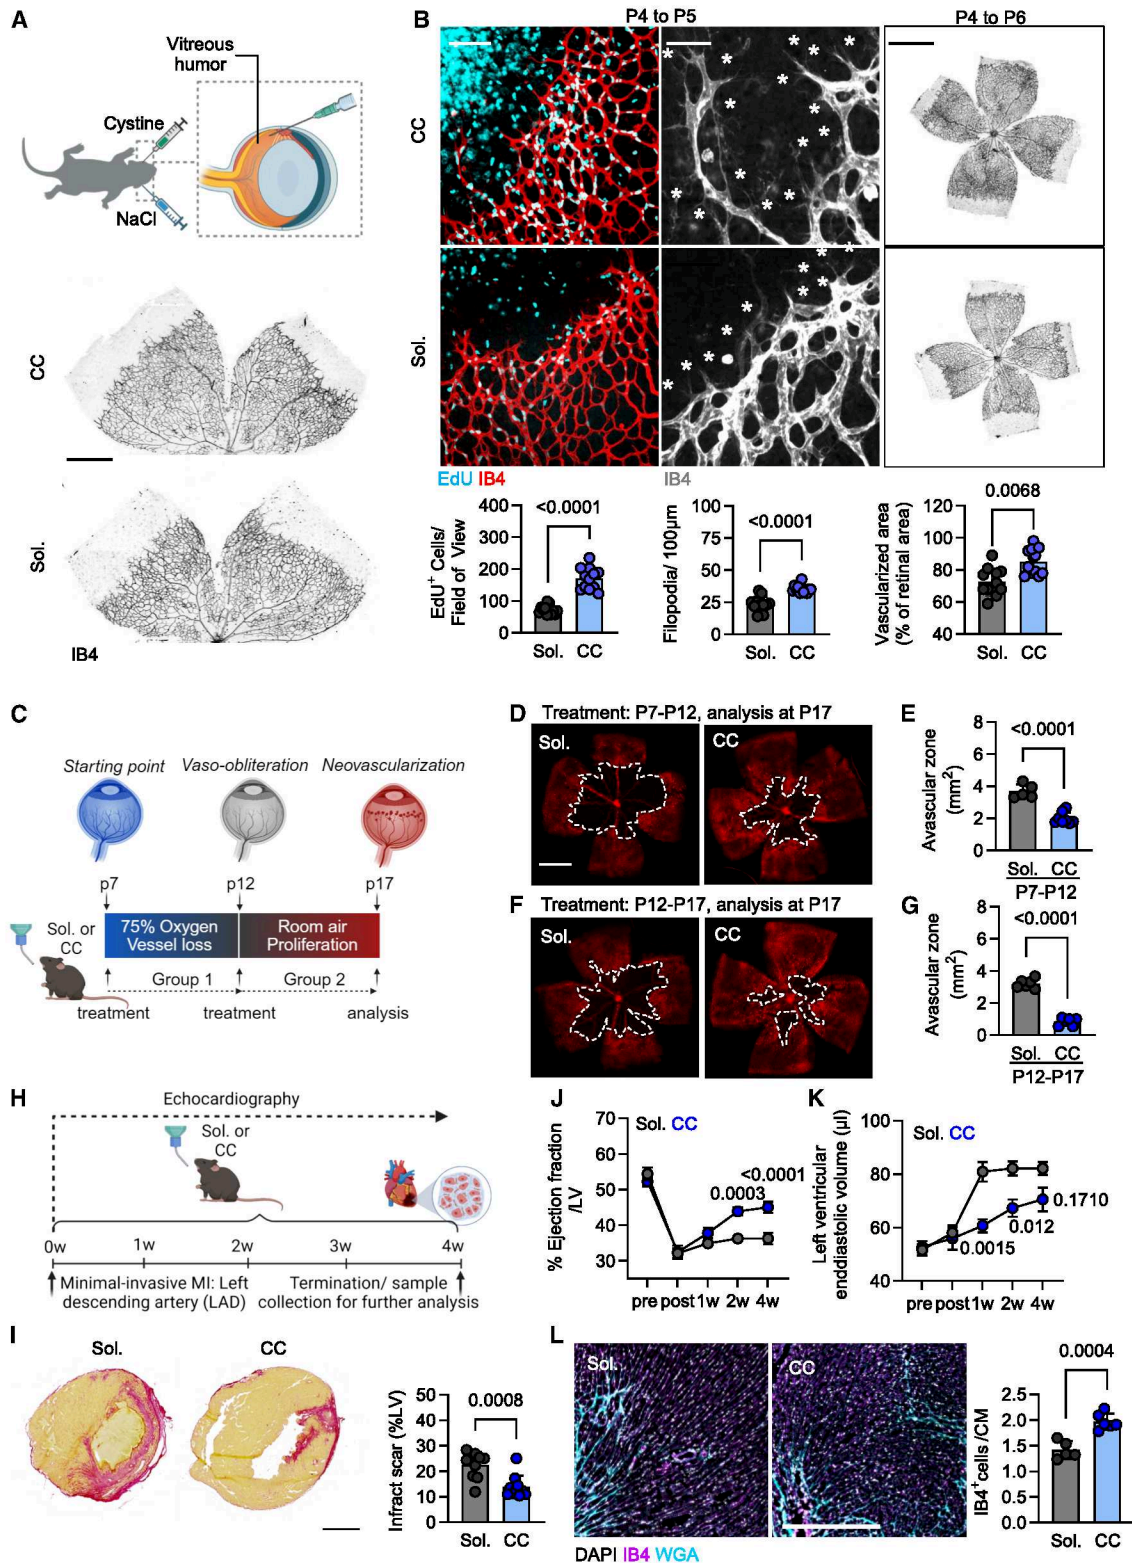 A
Vitreous
humor
Cystine
NaCl
CC
Sol.
IB4
B
P4 to P5
P4 to P6
CC
Sol.
EdU IB4
IB4
EdU+ Cells/
Field of View
400
300
200
100
0
<0.0001
Sol. CC
Filopodia/ 100µm
100
75
50
25
0
<0.0001
Sol. CC
Vascularized area
(% of retinal area)
120
100
80
60
40
0.0068
Sol. CC
C
Starting point
Vaso-obliteration
Neovascularization
p7
p12
p17
75% Oxygen
Vessel loss
Room air
Proliferation
Sol. or
CC
Group 1
Group 2
treatment
treatment
analysis
D
Treatment: P7-P12, analysis at P17
Sol.
CC
E
Avascular zone
(mm2)
8
6
4
2
0
<0.0001
Sol. CC
P7-P12
F
Treatment: P12-P17, analysis at P17
Sol.
CC
G
Avascular zone
(mm2)
8
6
4
2
0
<0.0001
Sol. CC
P12-P17
H
Echocardiography
Sol. or
CC
0w
1w
2w
3w
4w
Minimal-invasive MI: Left
descending artery (LAD)
Termination/ sample
collection for further analysis
I
Sol.
CC
Infract scar (%LV)
50
40
30
20
10
0
0.0008
Sol. CC
J
% Ejection fraction
/LV
70
60
50
40
30
Sol. CC
0.0003
<0.0001
pre post 1w 2w 4w
K
Left ventricular
enddiastolic volume (µl)
100
80
60
40
Sol. CC
0.0015
0.012
0.1710
pre post 1w 2w 4w
L
Sol.
CC
DAPI IB4 WGA
IB4+cells /CM
2.5
2.0
1.5
1.0
0.5
0.0
0.0004
Sol. CC